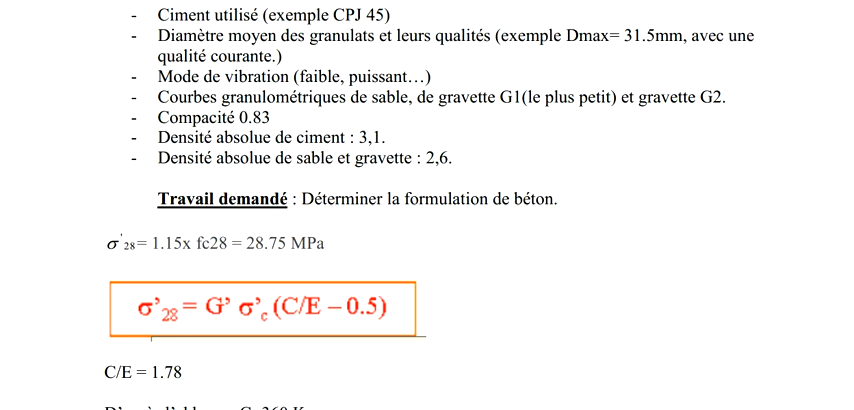 - Ciment utilisé (exemple CPJ 45)
- Diamètre moyen des granulats et leurs qualités (exemple Dmax= 31.5mm, avec une
qualité courante.)
- Mode de vibration (faible, puissant…)
- Courbes granulométriques de sable, de gravette G1(le plus petit) et gravette G2.
- Compacité 0.83
- Densité absolue de ciment : 3,1.
- Densité absolue de sable et gravette : 2,6.
Travail demandé : Déterminer la formulation de béton.
σ'28= 1.15x fc28 = 28.75 MPa
σ’28 = G’ σ’c (C/E – 0.5)
C/E = 1.78